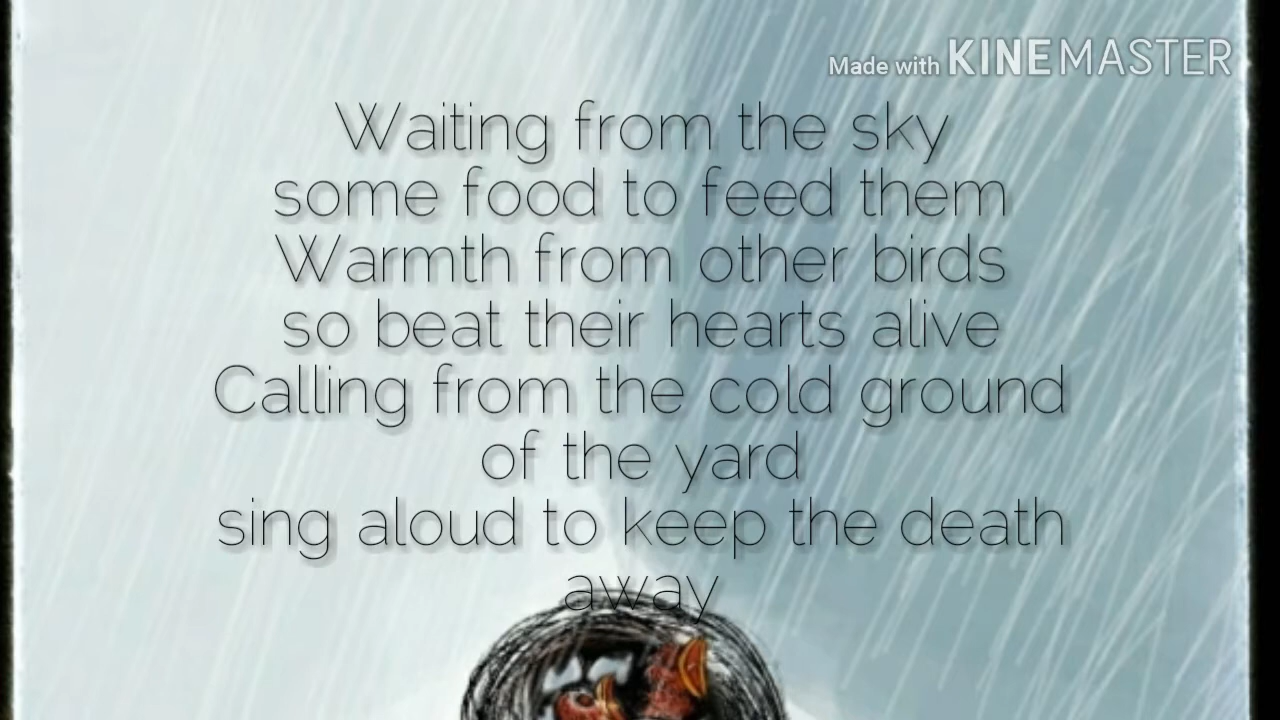 Made with KINEMASTER
Waiting from the sky
some food to feed them
Warmth from other birds
so beat their hearts alive
Calling from the cold ground
of the yard
sing aloud to keep the death
away